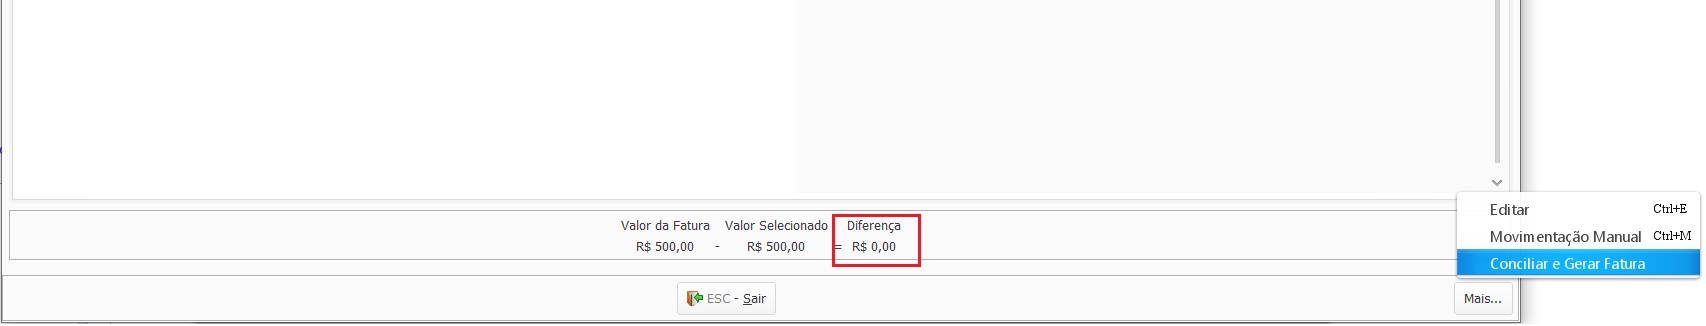 Valor da Fatura Valor Selecionado Diferença
R$ 500,00 - R$ 500,00 = R$ 0,00
Editar Ctrl+E
Movimentação Manual Ctrl+M
Conciliar e Gerar Fatura
ESC - Sair
Mais...